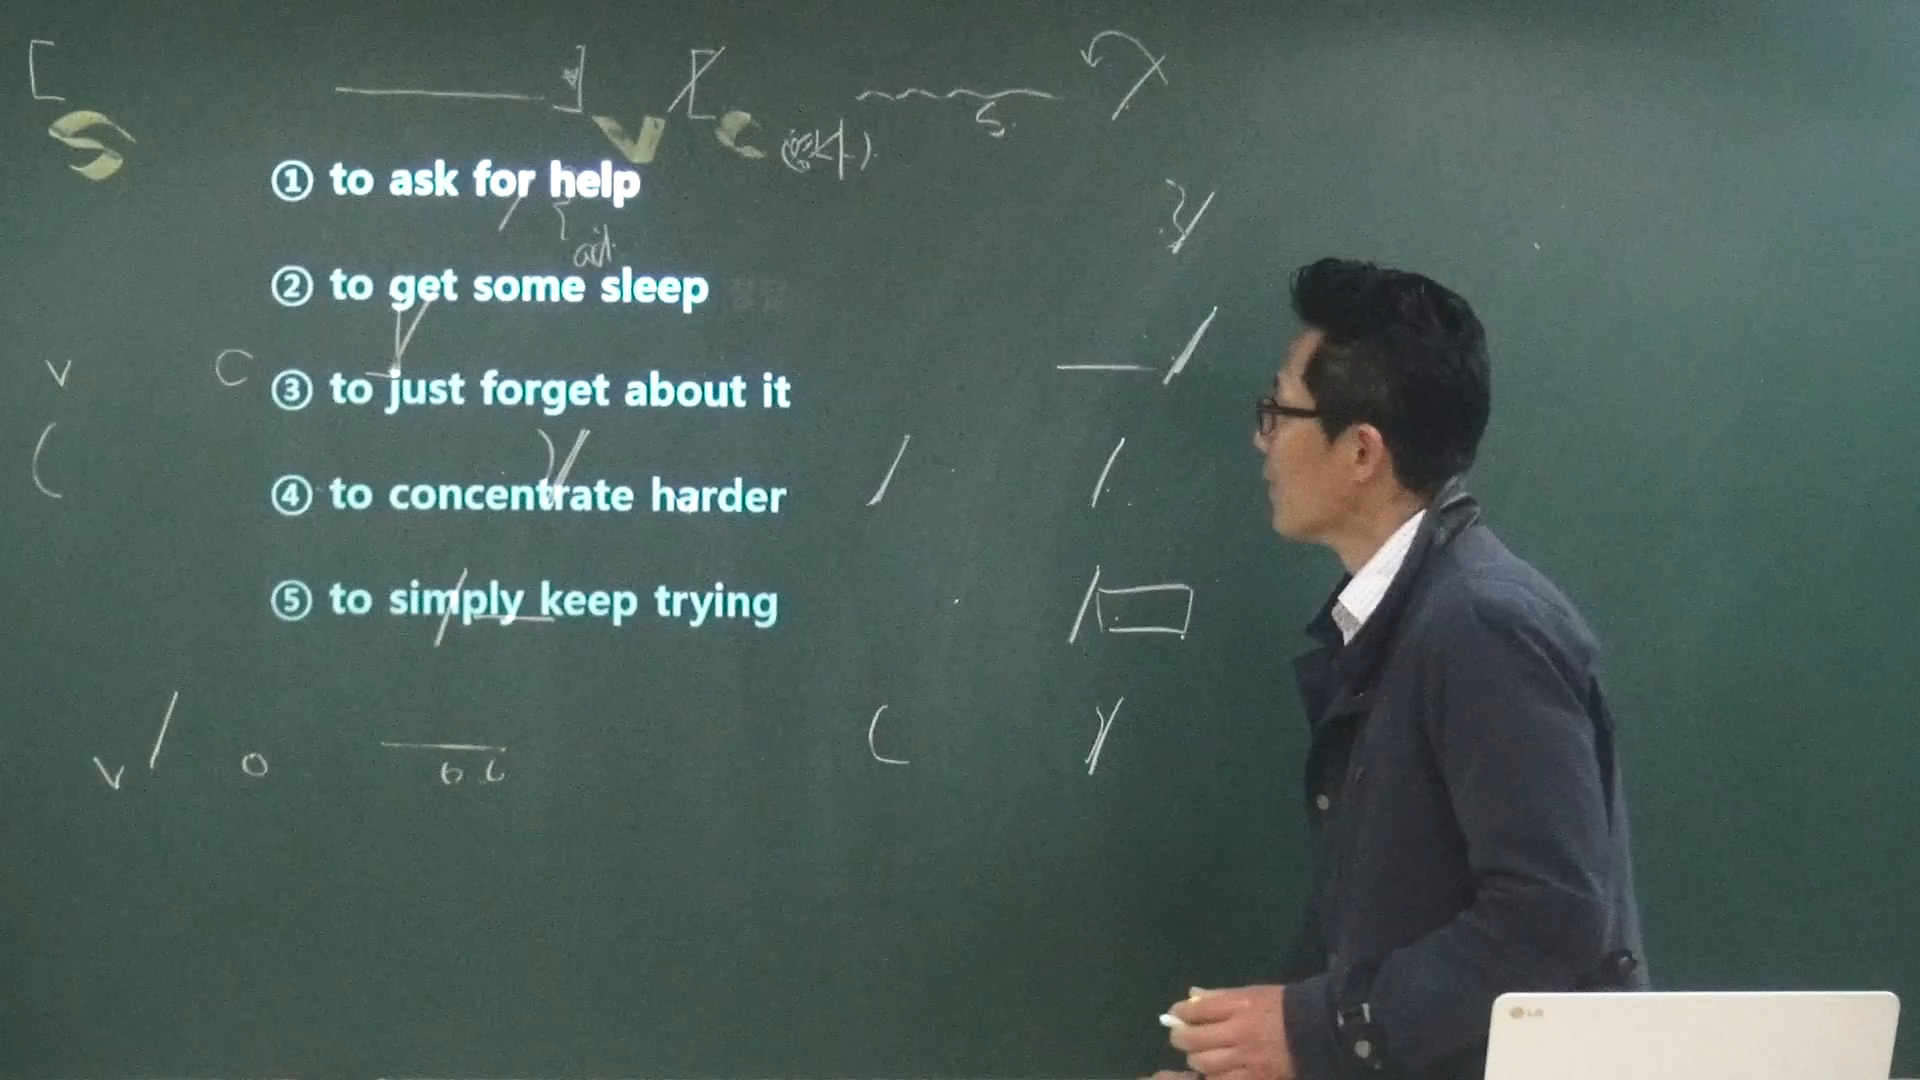 S V C
① to ask for help
② to get some sleep
V C
③ to just forget about it
④ to concentrate harder
⑤ to simply keep trying
V O
LG